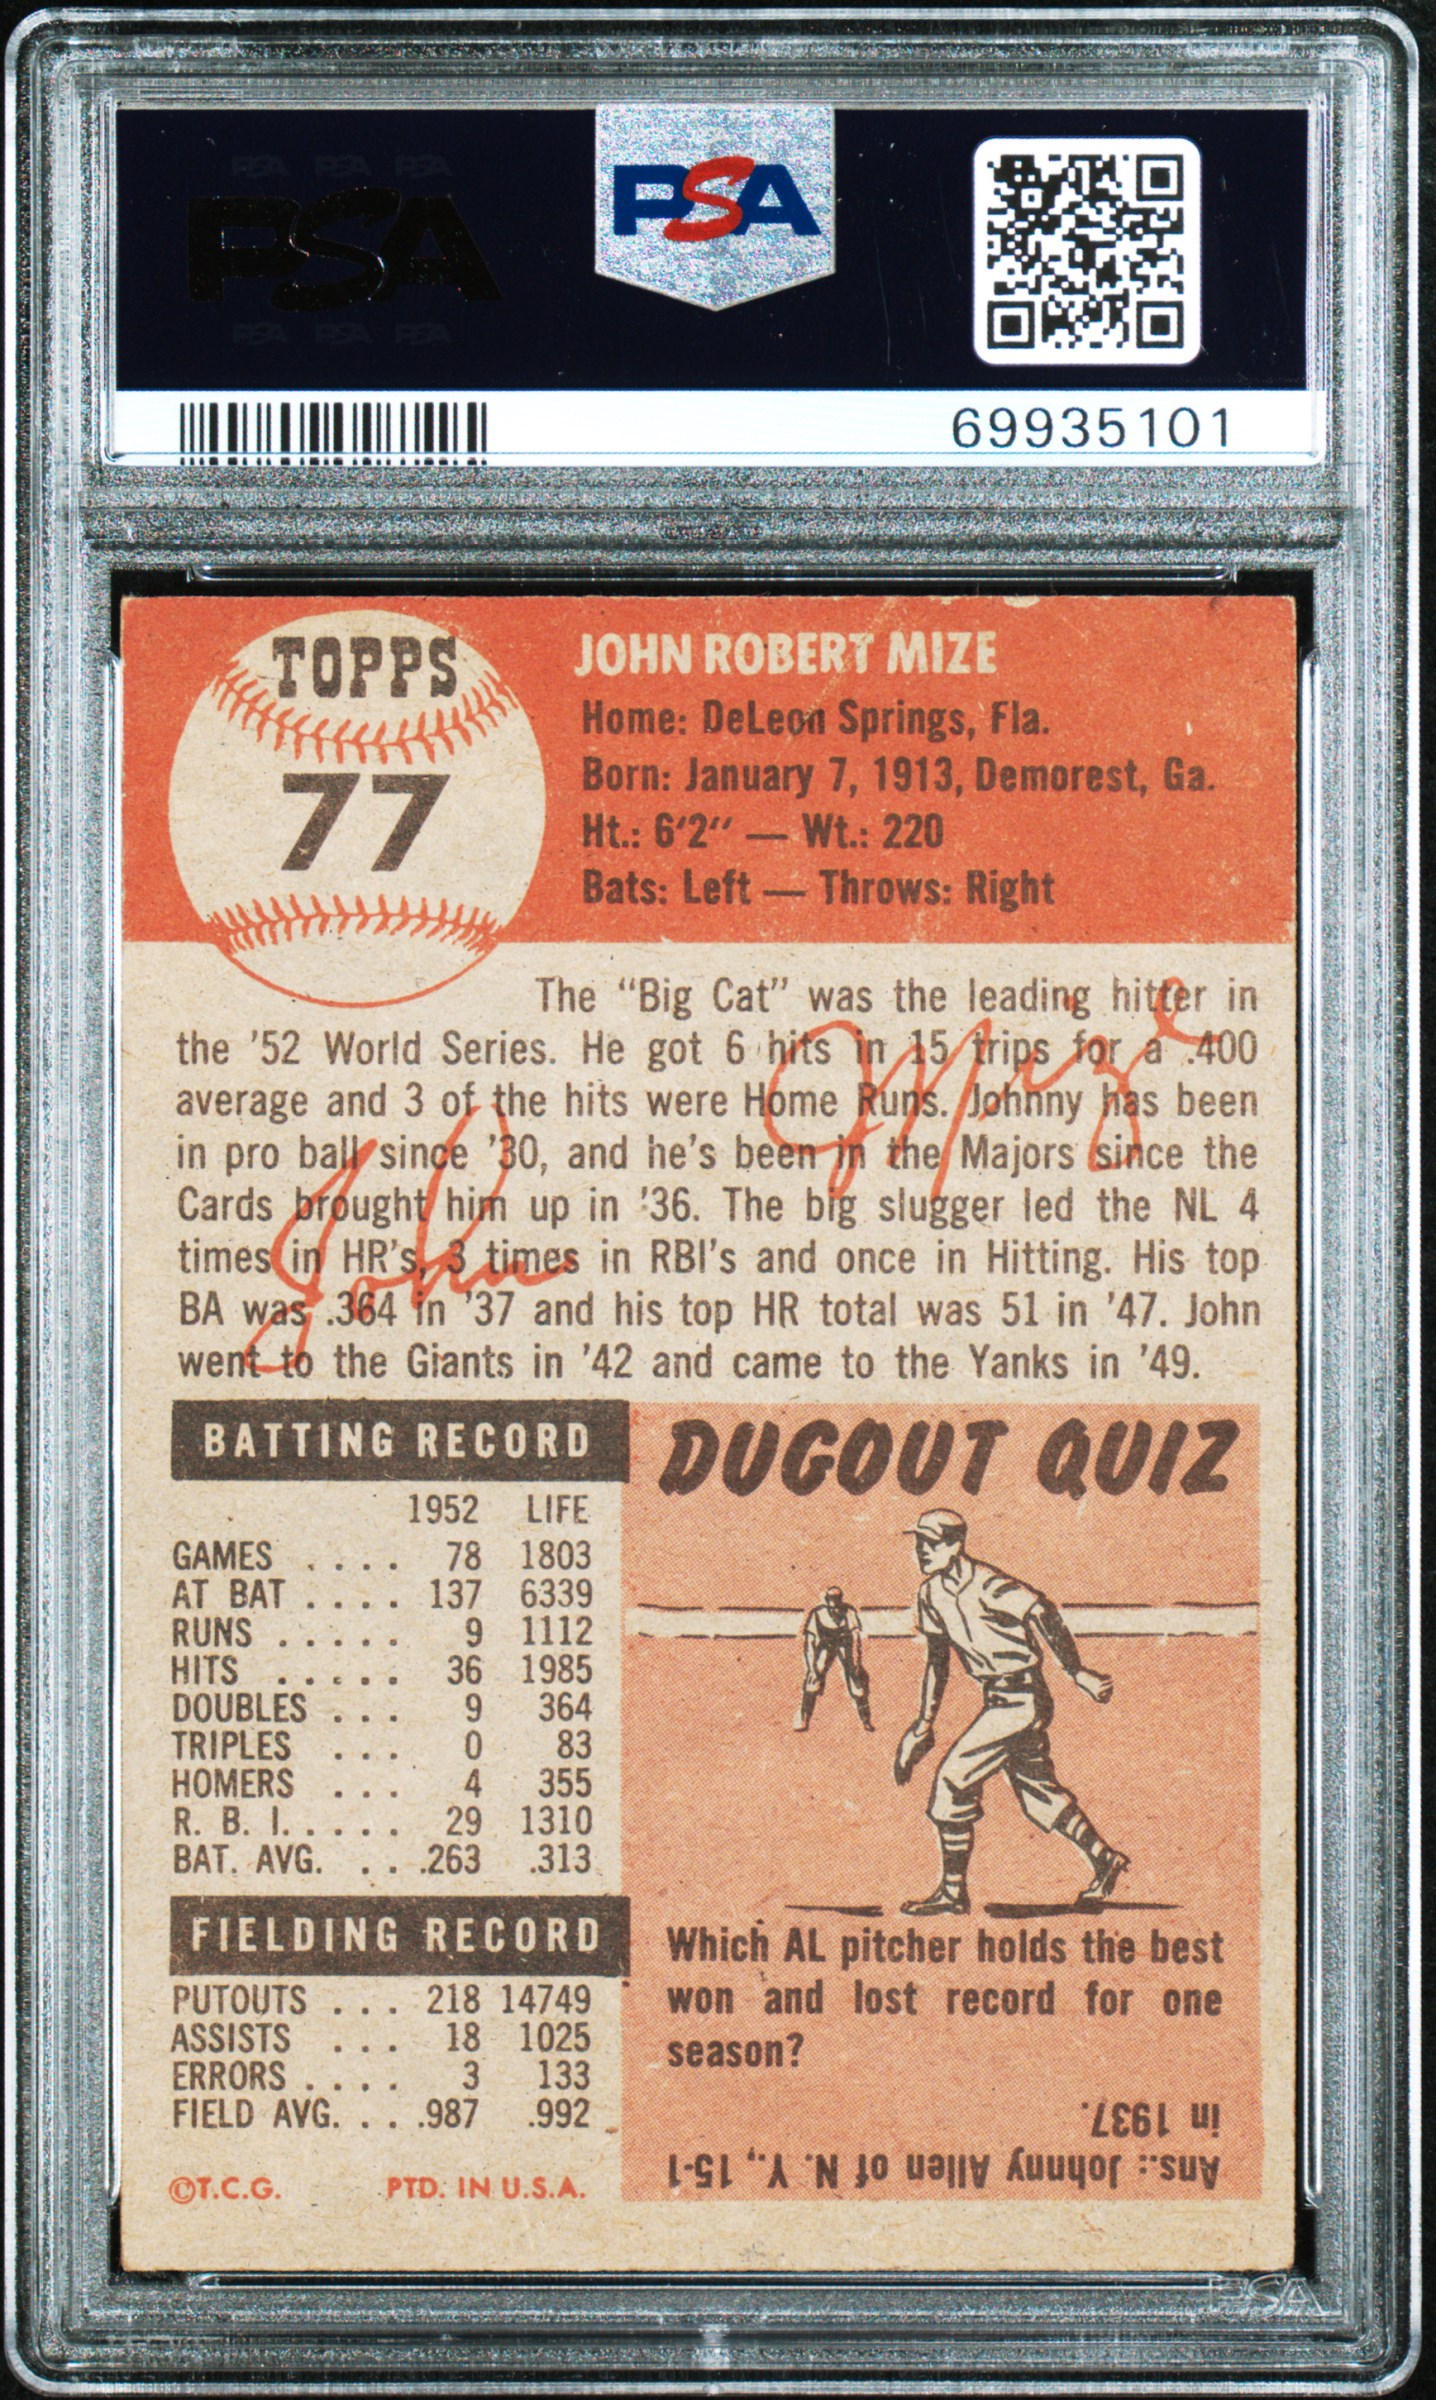 PSA PSA PSA
PSA
PSA PSA PSA
PSA
69935101
TOPPS
77
JOHN ROBERT MIZE
Home: DeLeon Springs, Fla.
Born: January 7, 1913, Demorest, Ga.
Ht.: 6'2" — Wt.: 220
Bats: Left — Throws: Right
The "Big Cat" was the leading hitter in
the '52 World Series. He got 6 hits in 15 trips for a .400
average and 3 of the hits were Home Runs. Johnny has been
in pro ball since '30, and he's been in the Majors since the
Cards brought him up in '36. The big slugger led the NL 4
times in HR's, 3 times in RBI's and once in Hitting. His top
BA was .364 in '37 and his top HR total was 51 in '47. John
went to the Giants in '42 and came to the Yanks in '49.
John Mize
BATTING RECORD
1952 LIFE
GAMES .... 78 1803
AT BAT .... 137 6339
RUNS ..... 9 1112
HITS ..... 36 1985
DOUBLES ... 9 364
TRIPLES ... 0 83
HOMERS ... 4 355
R. B. I. .... 29 1310
BAT. AVG. ... .263 .313
FIELDING RECORD
PUTOUTS ... 218 14749
ASSISTS ... 18 1025
ERRORS .... 3 133
FIELD AVG. ... .987 .992
©T.C.G. PTD. IN U.S.A.
DUGOUT QUIZ
Which AL pitcher holds the best
won and lost record for one
season?
Ans.: Johnny Allen of N. Y., 15-1
in 1937.
PSA